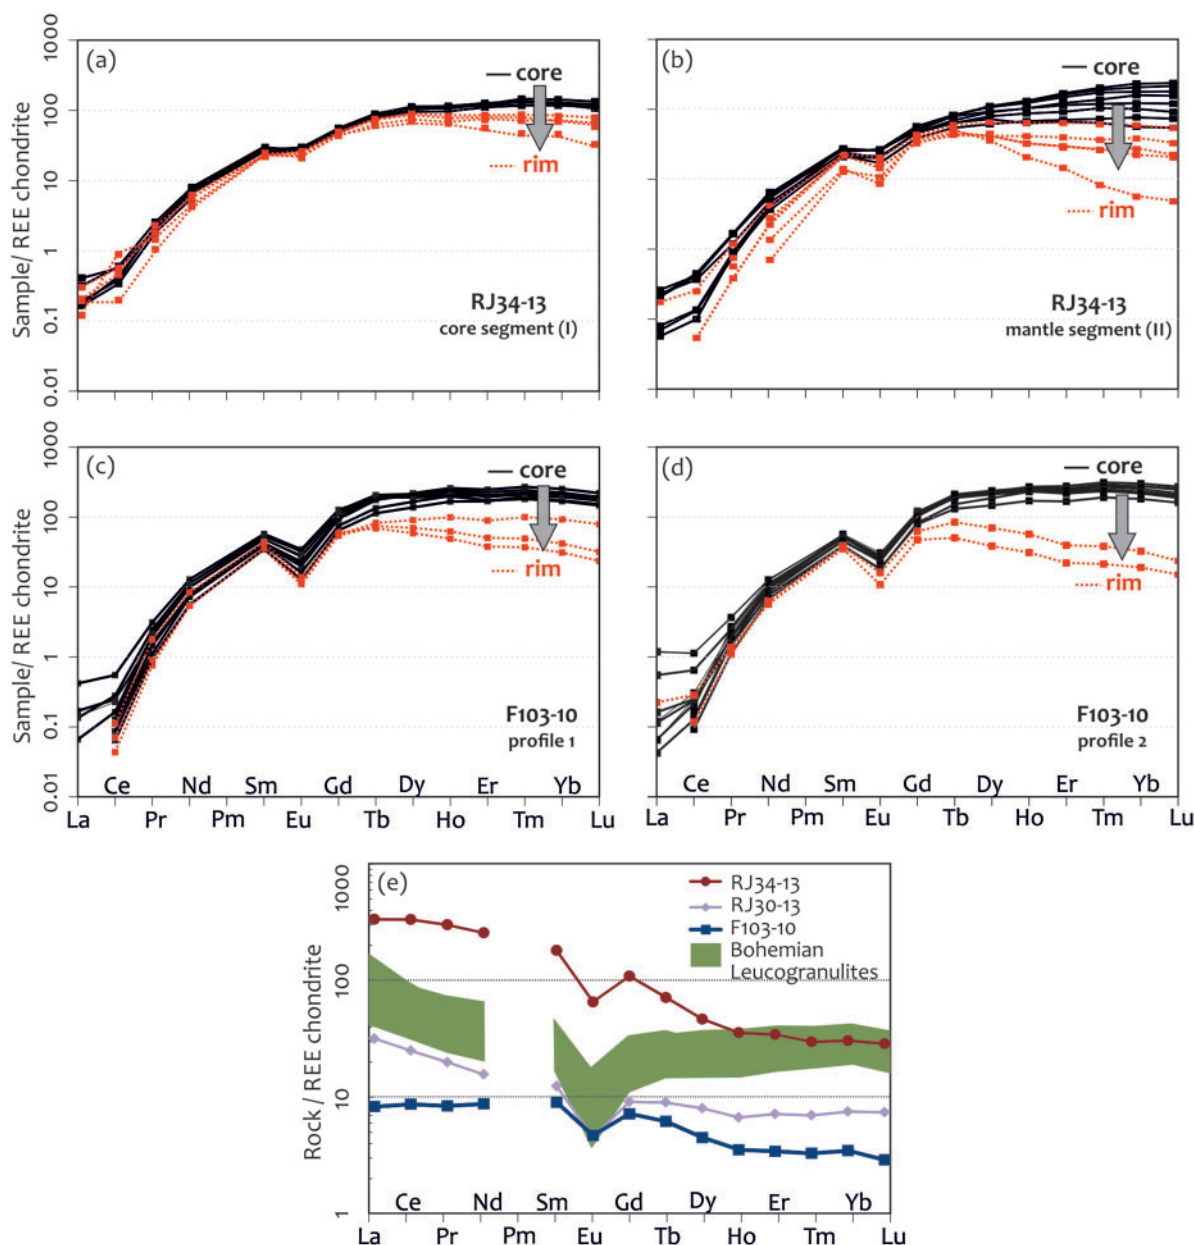 (a)
core
rim
RJ34-13
core segment (I)
Sample/ REE chondrite
1000
100
10
1
0.1
0.01
(b)
core
rim
RJ34-13
mantle segment (II)
(c)
core
rim
F103-10
profile 1
Sample/ REE chondrite
1000
100
10
1
0.1
0.01
Ce Nd Sm Gd Dy Er Yb
La Pr Pm Eu Tb Ho Tm Lu
(d)
core
rim
F103-10
profile 2
Ce Nd Sm Gd Dy Er Yb
La Pr Pm Eu Tb Ho Tm Lu
(e)
RJ34-13
RJ30-13
F103-10
Bohemian
Leucogranulites
Rock / REE chondrite
1000
100
10
1
Ce Nd Sm Gd Dy Er Yb
La Pr Pm Eu Tb Ho Tm Lu